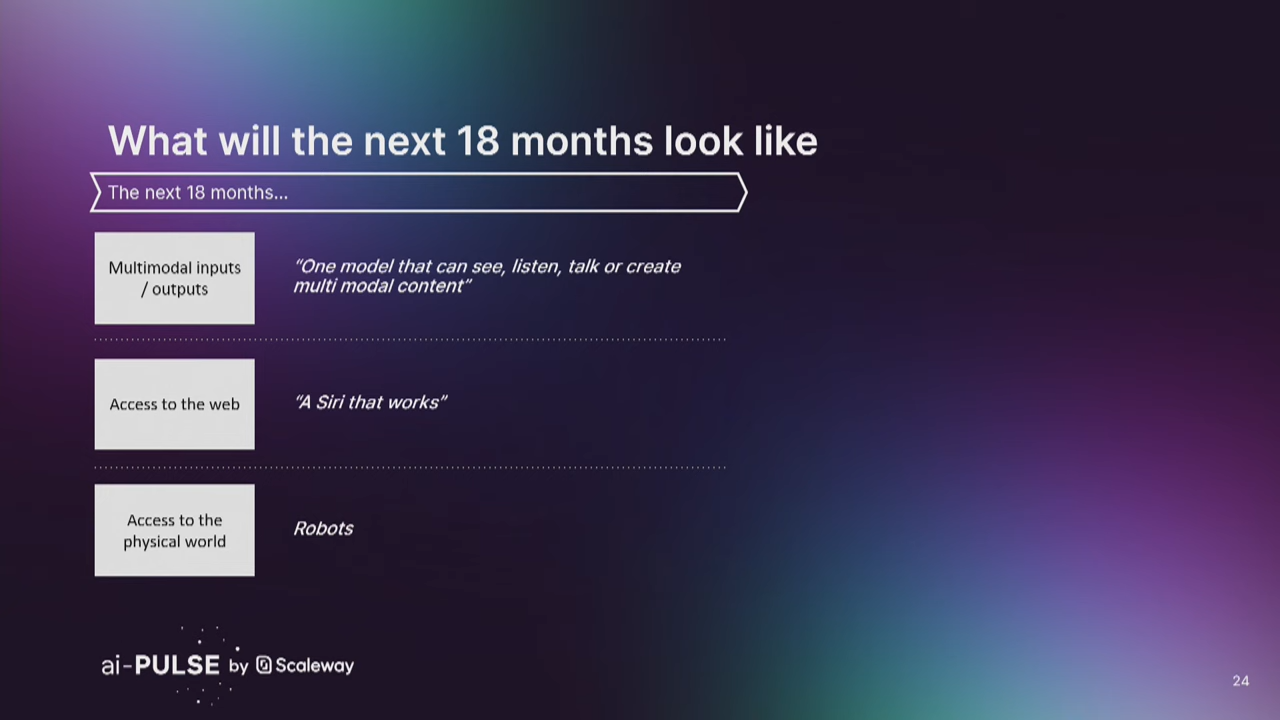 What will the next 18 months look like
The next 18 months...
Multimodal inputs
/ outputs
“One model that can see, listen, talk or create
multi modal content”
Access to the web
“A Siri that works”
Access to the
physical world
Robots
ai-PULSE by Scaleway
24